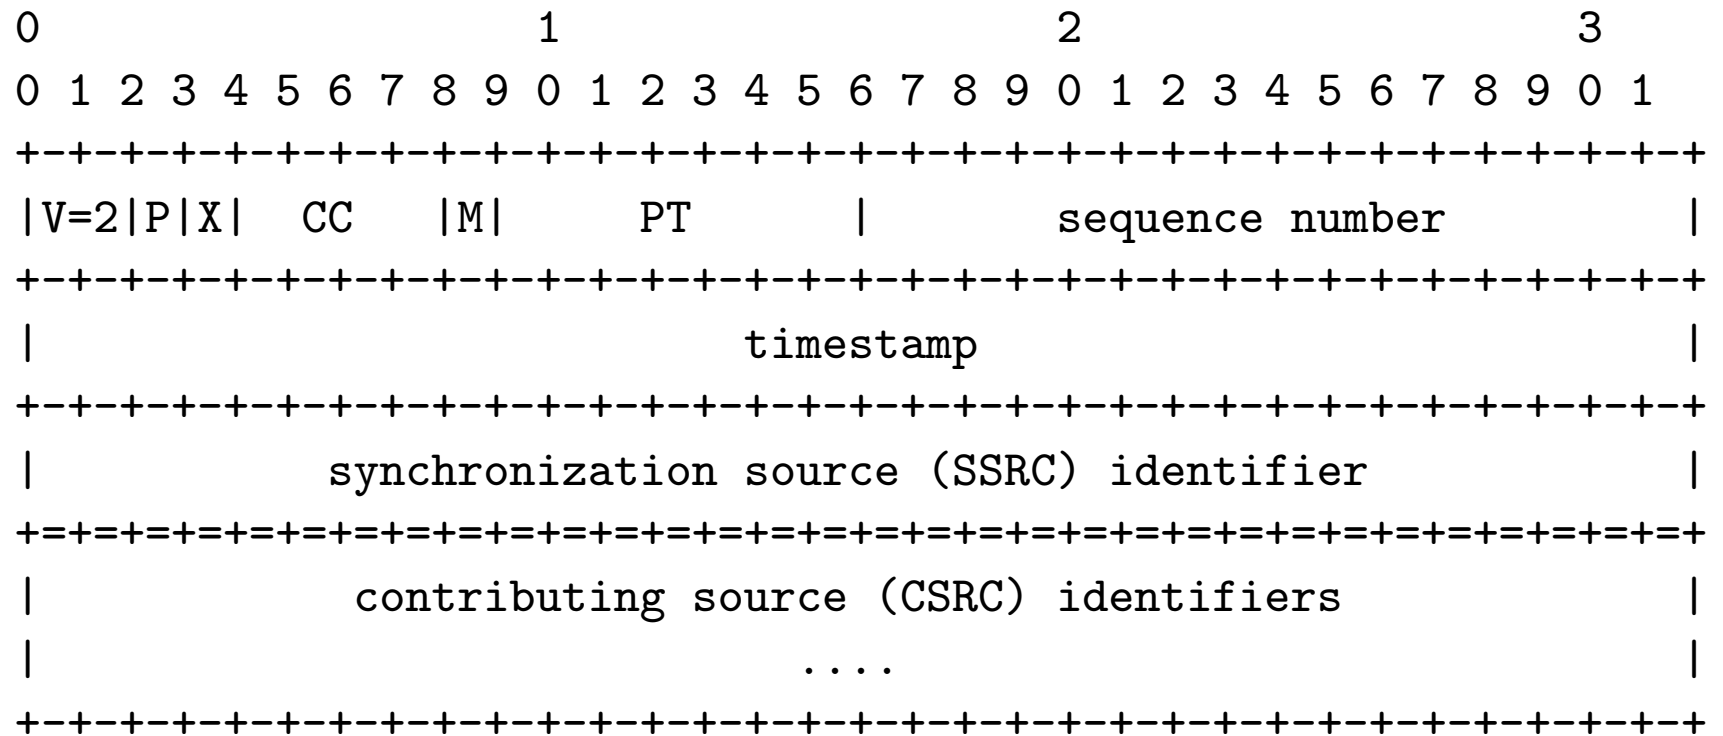 0                   1                   2                   3
0 1 2 3 4 5 6 7 8 9 0 1 2 3 4 5 6 7 8 9 0 1 2 3 4 5 6 7 8 9 0 1
+-+-+-+-+-+-+-+-+-+-+-+-+-+-+-+-+-+-+-+-+-+-+-+-+-+-+-+-+-+-+-+-+
|V=2|P|X|  CC   |M|     PT      |       sequence number         |
+-+-+-+-+-+-+-+-+-+-+-+-+-+-+-+-+-+-+-+-+-+-+-+-+-+-+-+-+-+-+-+-+
|                           timestamp                           |
+-+-+-+-+-+-+-+-+-+-+-+-+-+-+-+-+-+-+-+-+-+-+-+-+-+-+-+-+-+-+-+-+
|           synchronization source (SSRC) identifier            |
+=+=+=+=+=+=+=+=+=+=+=+=+=+=+=+=+=+=+=+=+=+=+=+=+=+=+=+=+=+=+=+=+
|            contributing source (CSRC) identifiers             |
|                             ....                              |
+-+-+-+-+-+-+-+-+-+-+-+-+-+-+-+-+-+-+-+-+-+-+-+-+-+-+-+-+-+-+-+-+